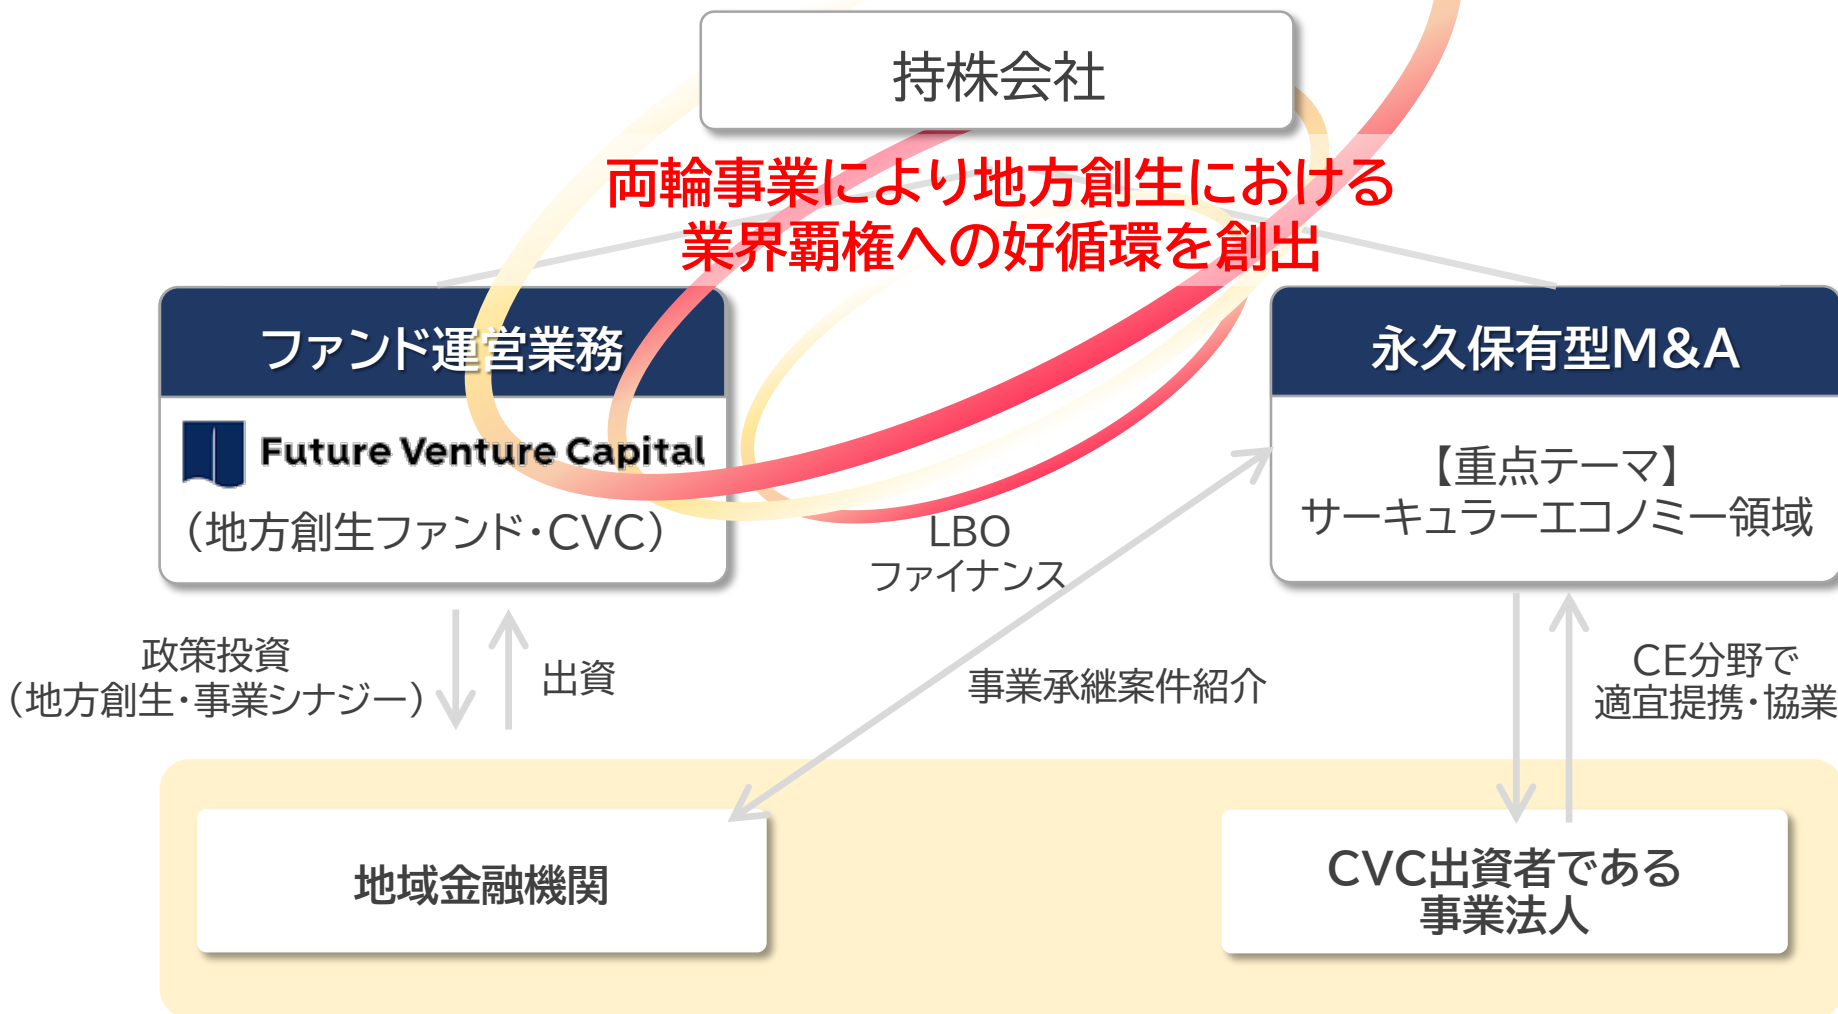 持株会社
両輪事業により地方創生における
業界覇権への好循環を創出
ファンド運営業務
Future Venture Capital
（地方創生ファンド・CVC）
永久保有型M&A
【重点テーマ】
サーキュラーエコノミー領域
LBO
ファイナンス
政策投資
（地方創生・事業シナジー）
出資
事業承継案件紹介
CE分野で
適宜提携・協業
地域金融機関
CVC出資者である
事業法人